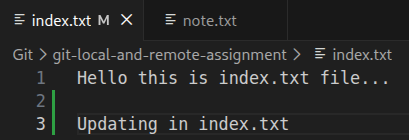 index.txt M × note.txt
Git > git-local-and-remote-assignment > index.txt
1 Hello this is index.txt file...
2
3 Updating in index.txt